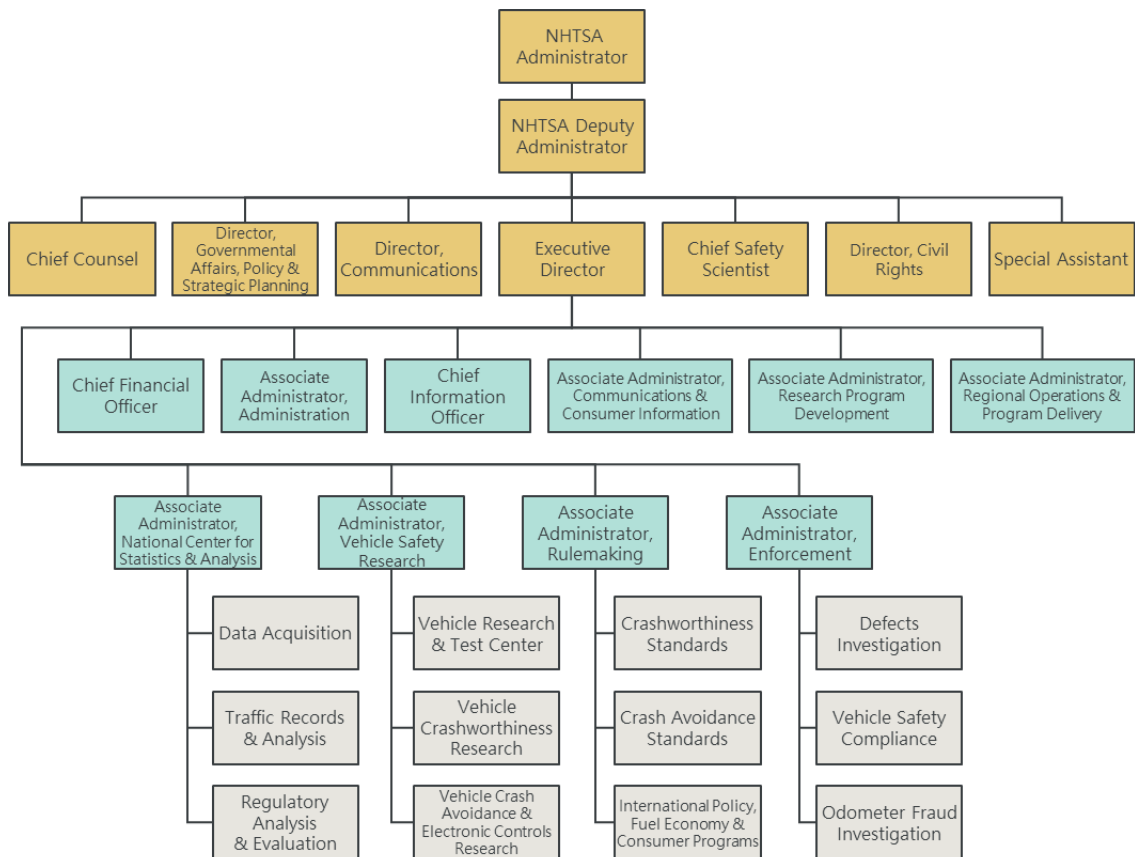 NHTSA
Administrator
NHTSA Deputy
Administrator
Chief Counsel
Director,
Governmental
Affairs, Policy &
Strategic Planning
Director,
Communications
Executive
Director
Chief Safety
Scientist
Director, Civil
Rights
Special Assistant
Chief Financial
Officer
Associate
Administrator,
Administration
Chief
Information
Officer
Associate Administrator,
Communications &
Consumer Information
Associate Administrator,
Research Program
Development
Associate Administrator,
Regional Operations &
Program Delivery
Associate
Administrator,
National Center for
Statistics & Analysis
Associate
Administrator,
Vehicle Safety
Research
Associate
Administrator,
Rulemaking
Associate
Administrator,
Enforcement
Data Acquisition
Vehicle Research
& Test Center
Crashworthiness
Standards
Defects
Investigation
Traffic Records
& Analysis
Vehicle
Crashworthiness
Research
Crash Avoidance
Standards
Vehicle Safety
Compliance
Regulatory
Analysis
& Evaluation
Vehicle Crash
Avoidance &
Electronic Controls
Research
International Policy,
Fuel Economy &
Consumer Programs
Odometer Fraud
Investigation